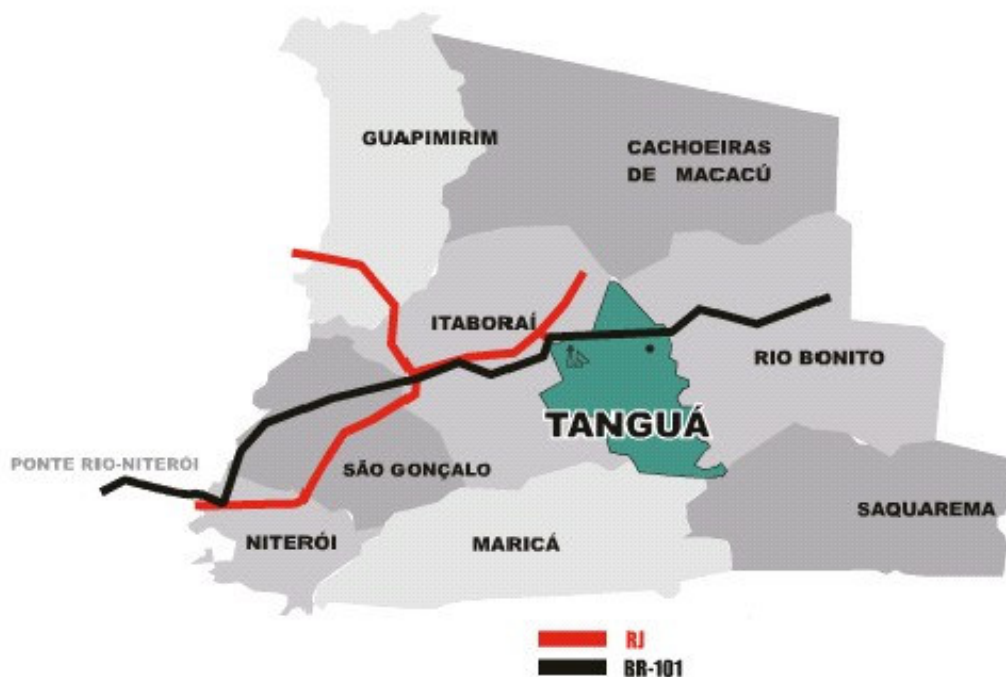 GUAPIMIRIM
CACHOEIRAS
DE MACACÚ
ITABORAÍ
RIO BONITO
TANGUÁ
PONTE RIO-NITERÓI
SÃO GONÇALO
SAQUAREMA
NITERÓI
MARICÁ
RJ
BR-101